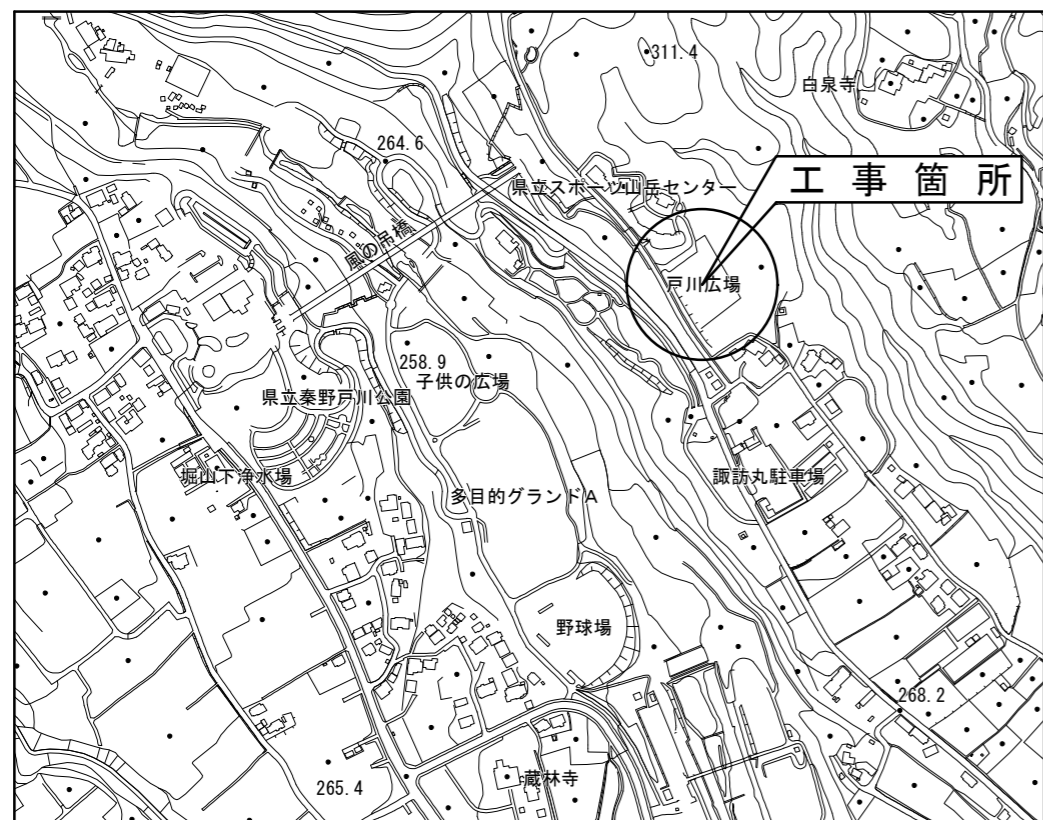 311.4
白泉寺
264.6
県立スポーツ山岳センター
工事箇所
風の吊橋
戸川広場
258.9
子供の広場
県立秦野戸川公園
堀山下浄水場
多目的グランドA
諏訪丸駐車場
野球場
268.2
265.4
蔵林寺